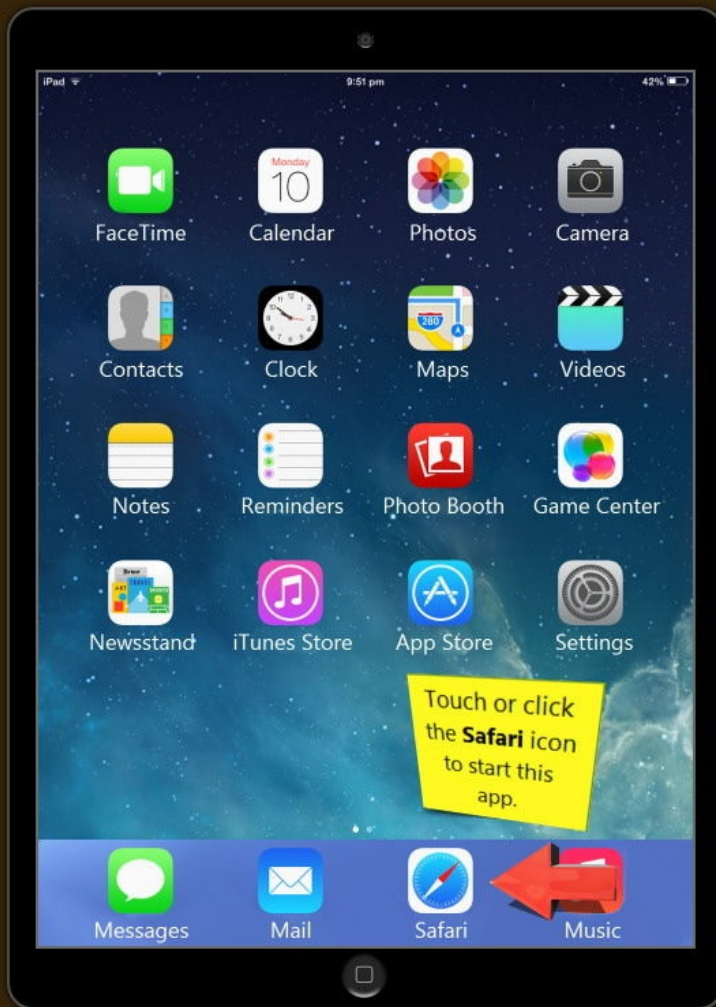 iPad 9:51 pm 42%
Monday
10
280
FaceTime Calendar Photos Camera
Contacts Clock Maps Videos
Notes Reminders Photo Booth Game Center
Newsstand iTunes Store App Store Settings
Touch or click
the Safari icon
to start this
app.
Messages Mail Safari Music